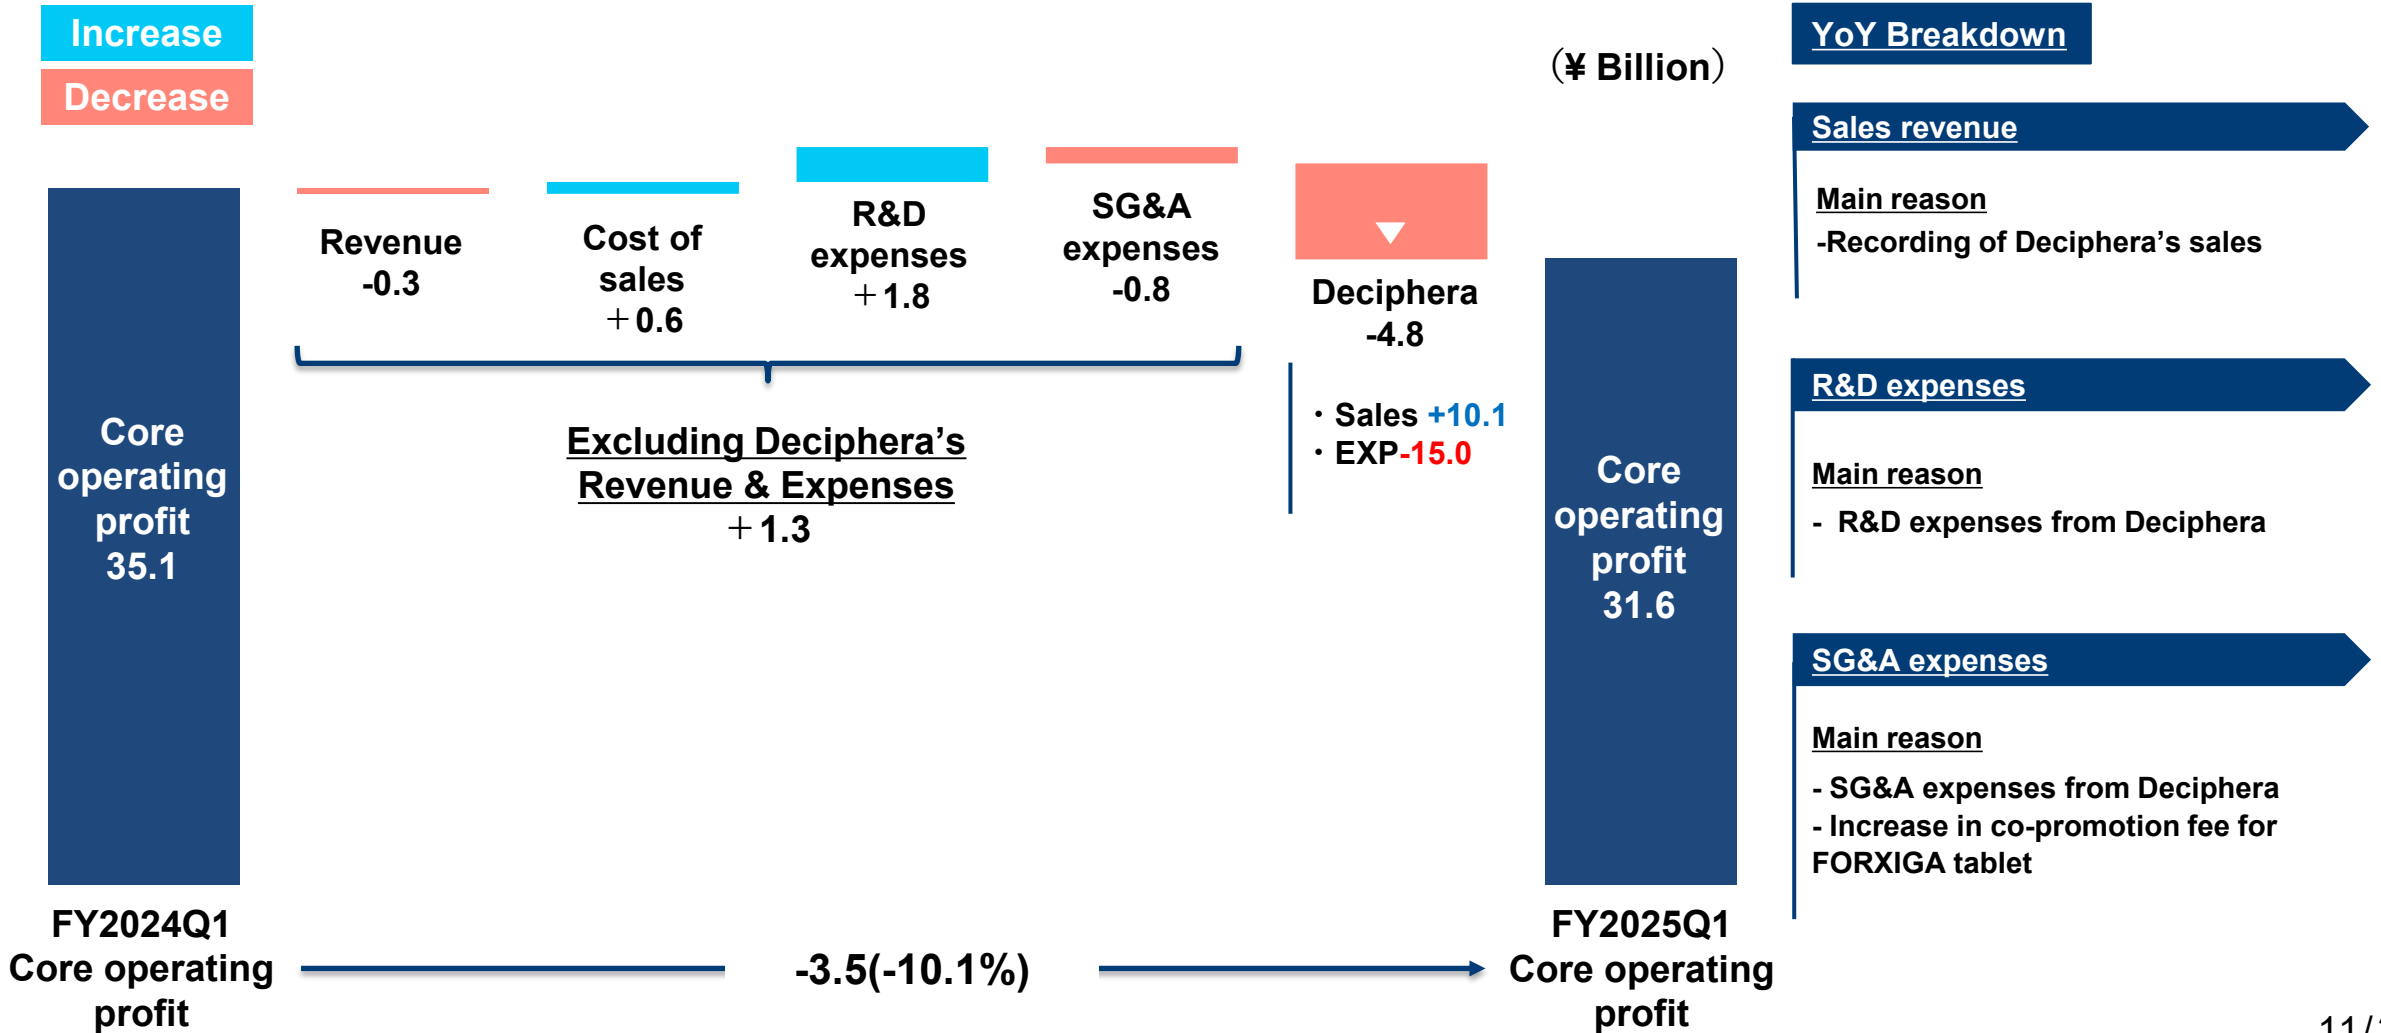 Increase
Decrease
（¥ Billion）
Core
operating
profit
35.1
Revenue
-0.3
Cost of
sales
＋0.6
R&D
expenses
＋1.8
SG&A
expenses
-0.8
Deciphera
-4.8
・Sales +10.1
・EXP-15.0
Excluding Deciphera’s
Revenue & Expenses
＋1.3
Core
operating
profit
31.6
FY2024Q1
Core operating
profit
-3.5(-10.1%)
FY2025Q1
Core operating
profit
YoY Breakdown
Sales revenue
Main reason
-Recording of Deciphera’s sales
R&D expenses
Main reason
- R&D expenses from Deciphera
SG&A expenses
Main reason
- SG&A expenses from Deciphera
- Increase in co-promotion fee for
FORXIGA tablet
11/